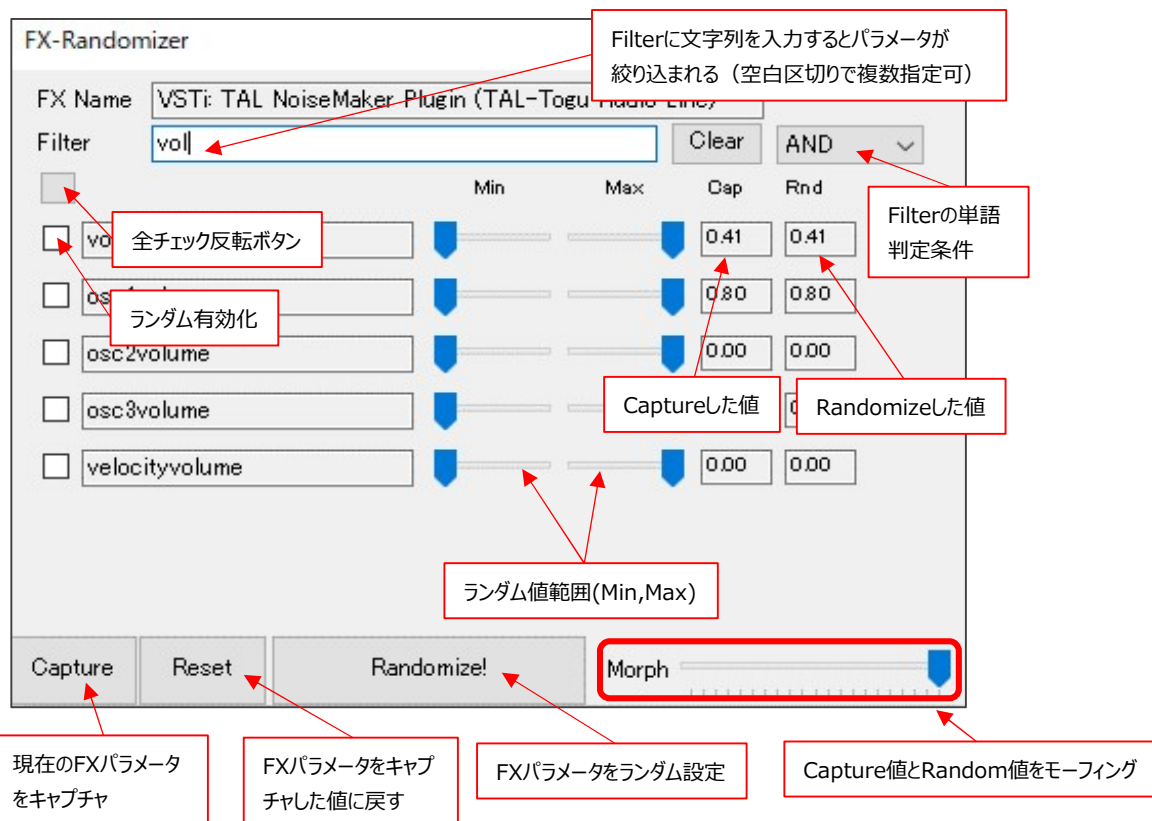 FX-Randomizer
Filterに文字列を入力するとパラメータが
絞り込まれる（空白区切りで複数指定可）
FX Name
VSTi: TAL NoiseMaker Plugin (TAL-Togu Audio Line)
Filter
vol
Clear
AND
Min
Max
Cap
Rnd
Filterの単語
判定条件
全チェック反転ボタン
0.41
0.41
ランダム有効化
0.80
0.80
osc2volume
0.00
0.00
osc3volume
Captureした値
Randomizeした値
velocityvolume
0.00
0.00
ランダム値範囲(Min,Max)
Capture
Reset
Randomize!
Morph
現在のFXパラメータ
をキャプチャ
FXパラメータをキャプ
チャした値に戻す
FXパラメータをランダム設定
Capture値とRandom値をモーフィング